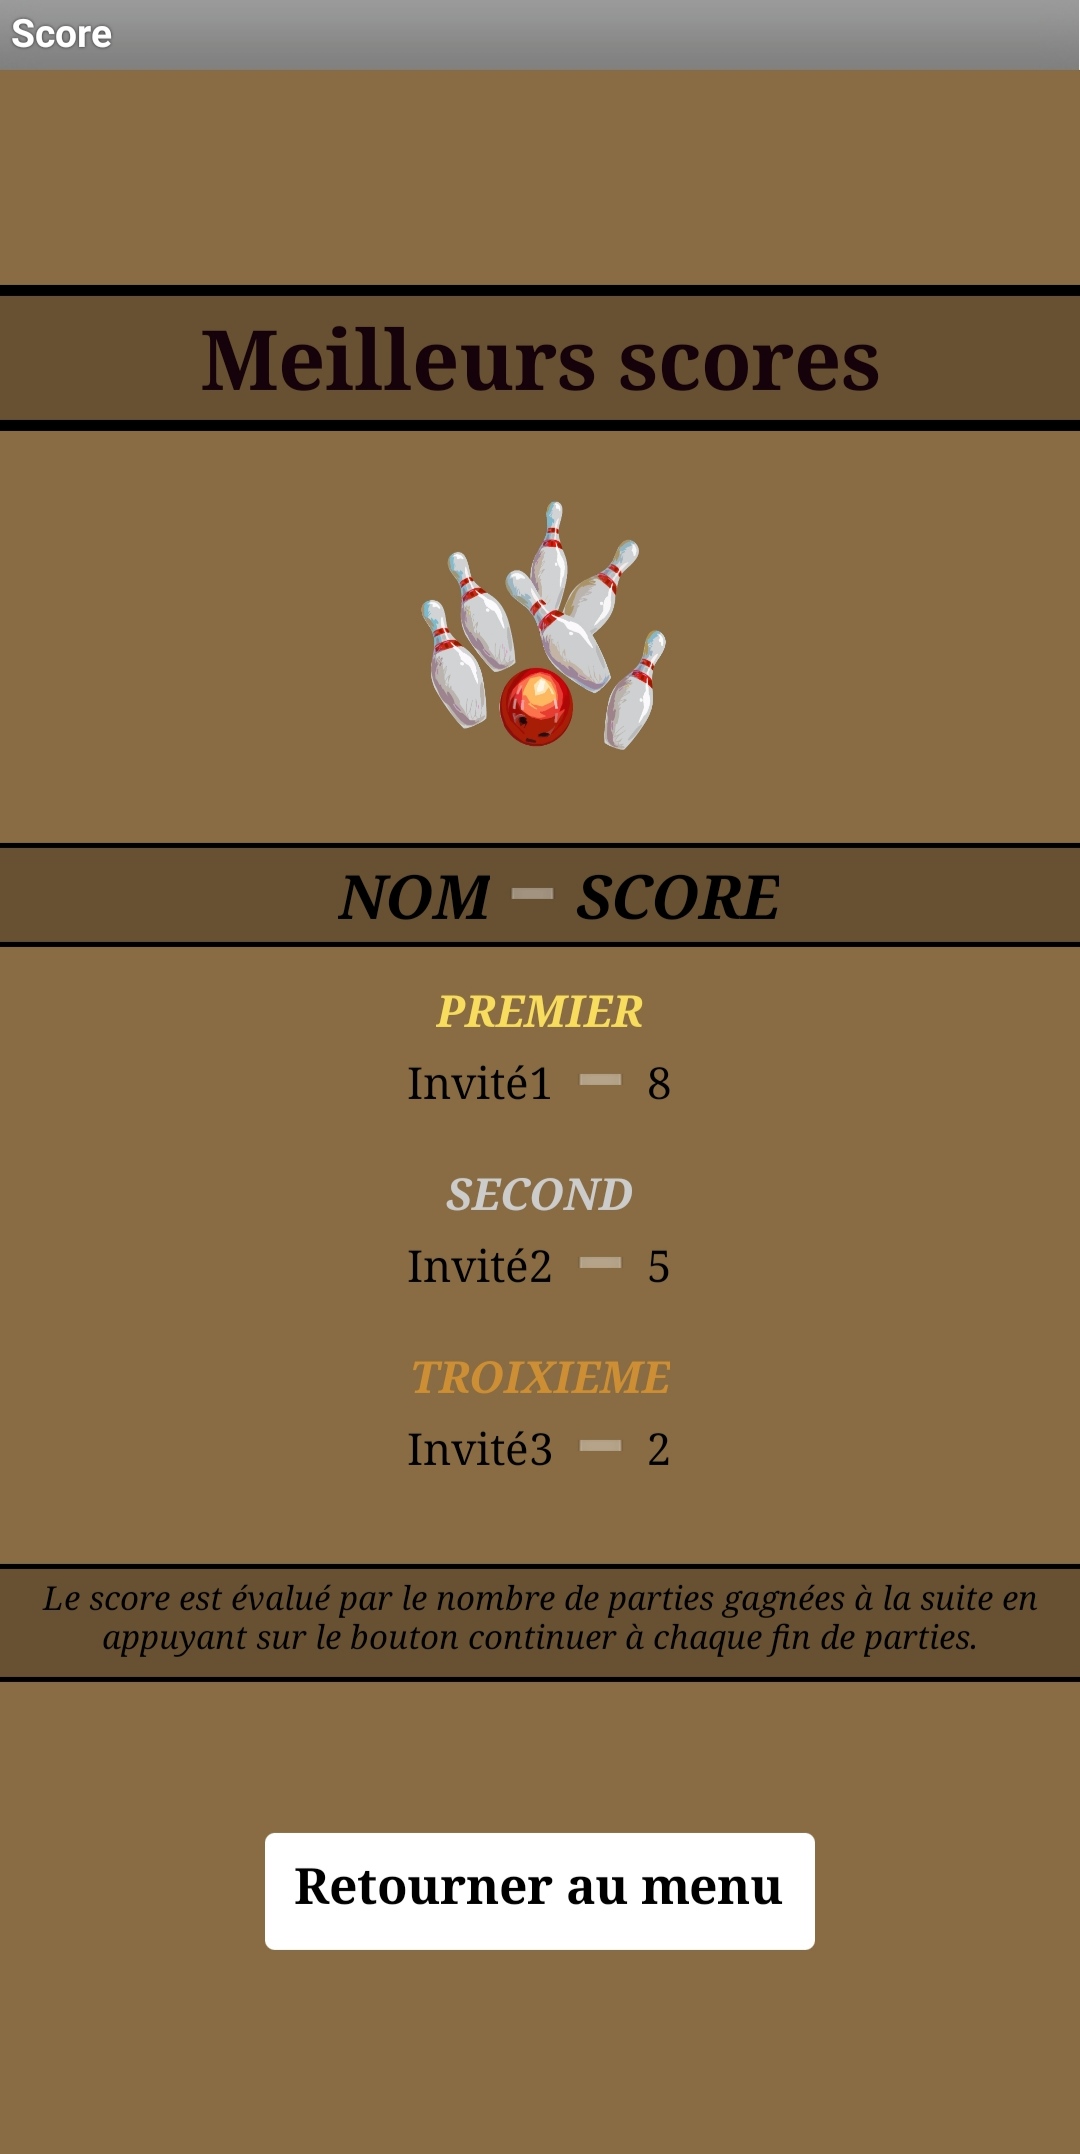 Score
Meilleurs scores
NOM - SCORE
PREMIER
Invité1 - 8
SECOND
Invité2 - 5
TROIXIEME
Invité3 - 2
Le score est évalué par le nombre de parties gagnées à la suite en
appuyant sur le bouton continuer à chaque fin de parties.
Retourner au menu